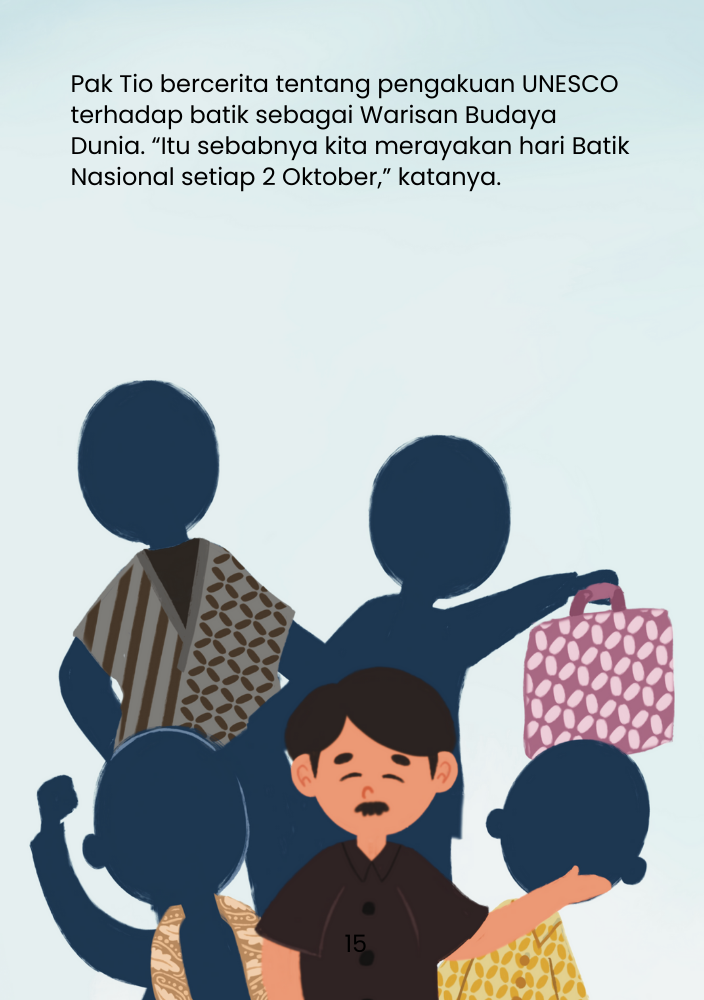 Pak Tio bercerita tentang pengakuan UNESCO
terhadap batik sebagai Warisan Budaya
Dunia. “Itu sebabnya kita merayakan hari Batik
Nasional setiap 2 Oktober,” katanya.
15